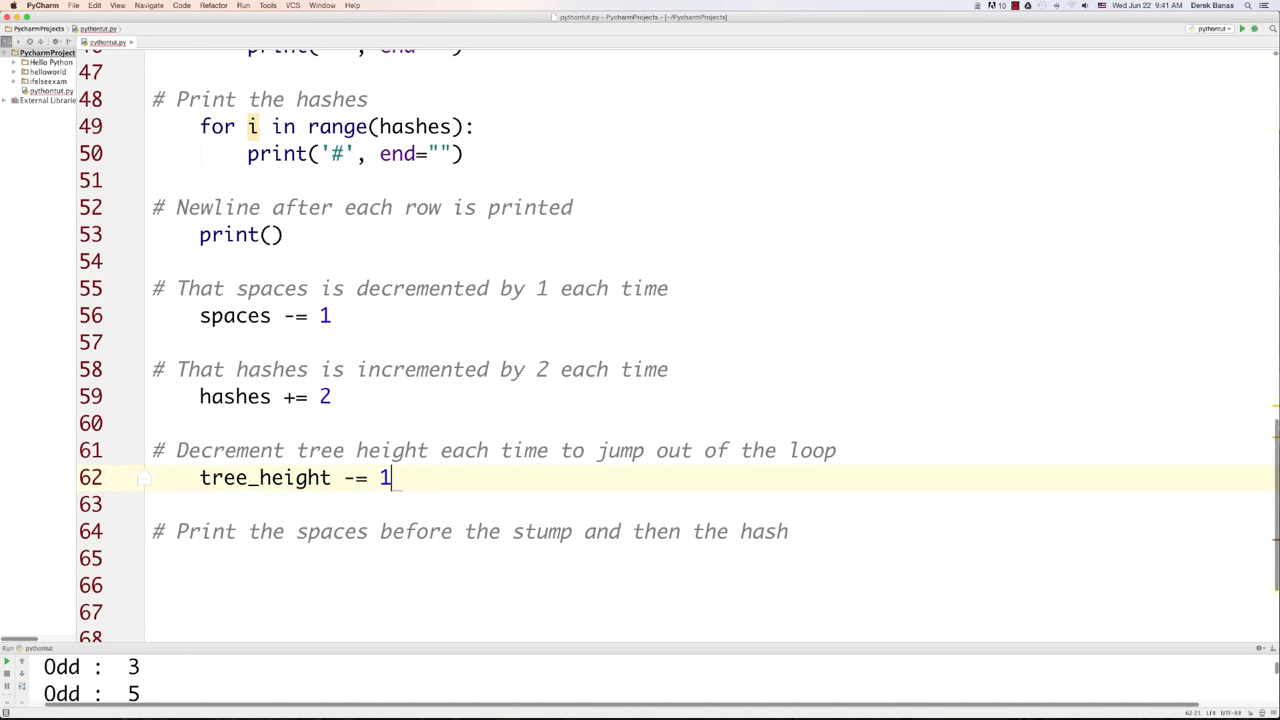 PyCharm File Edit View Navigate Code Refactor Run Tools VCS Window Help
10 Wed Jun 22 9:41 AM Derek Banas
pythontut.py - PycharmProjects - [~/PycharmProjects]
PycharmProjects pythontut.py
pythontut
pythontut.py
PycharmProject
Hello Python
helloworld
ifelseexam
pythontut.py
External Librarie
46 print(' ', end="")
47
48 # Print the hashes
49 for i in range(hashes):
50 print('#', end="")
51
52 # Newline after each row is printed
53 print()
54
55 # That spaces is decremented by 1 each time
56 spaces -= 1
57
58 # That hashes is incremented by 2 each time
59 hashes += 2
60
61 # Decrement tree height each time to jump out of the loop
62 tree_height -= 1
63
64 # Print the spaces before the stump and then the hash
65
66
67
68
Run pythontut
Odd : 3
Odd : 5
62:21 LF÷ UTF-8÷